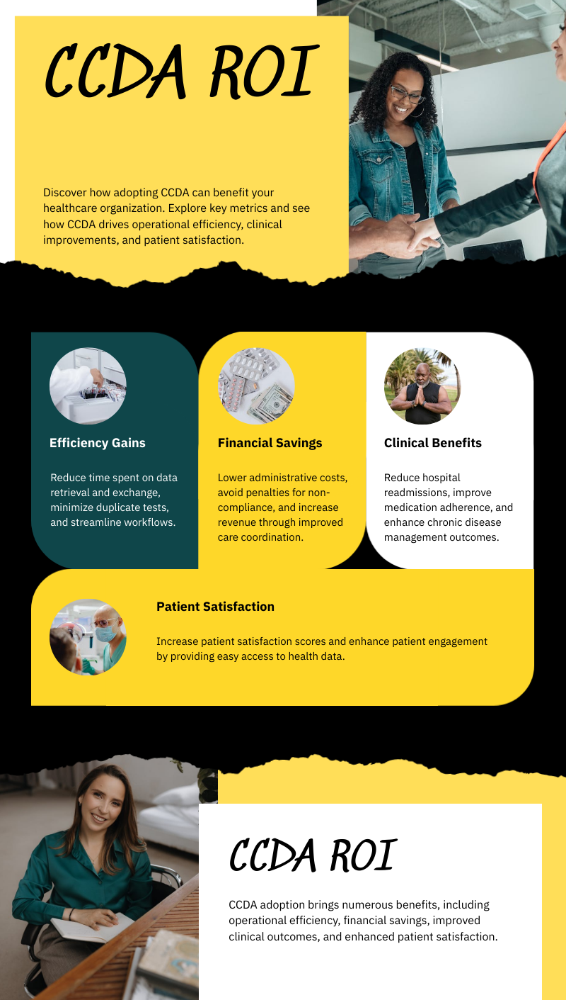 CCDA ROI
Discover how adopting CCDA can benefit your
healthcare organization. Explore key metrics and see
how CCDA drives operational efficiency, clinical
improvements, and patient satisfaction.
Efficiency Gains
Reduce time spent on data
retrieval and exchange,
minimize duplicate tests,
and streamline workflows.
Financial Savings
Lower administrative costs,
avoid penalties for non-
compliance, and increase
revenue through improved
care coordination.
Clinical Benefits
Reduce hospital
readmissions, improve
medication adherence, and
enhance chronic disease
management outcomes.
Patient Satisfaction
Increase patient satisfaction scores and enhance patient engagement
by providing easy access to health data.
CCDA ROI
CCDA adoption brings numerous benefits, including
operational efficiency, financial savings, improved
clinical outcomes, and enhanced patient satisfaction.